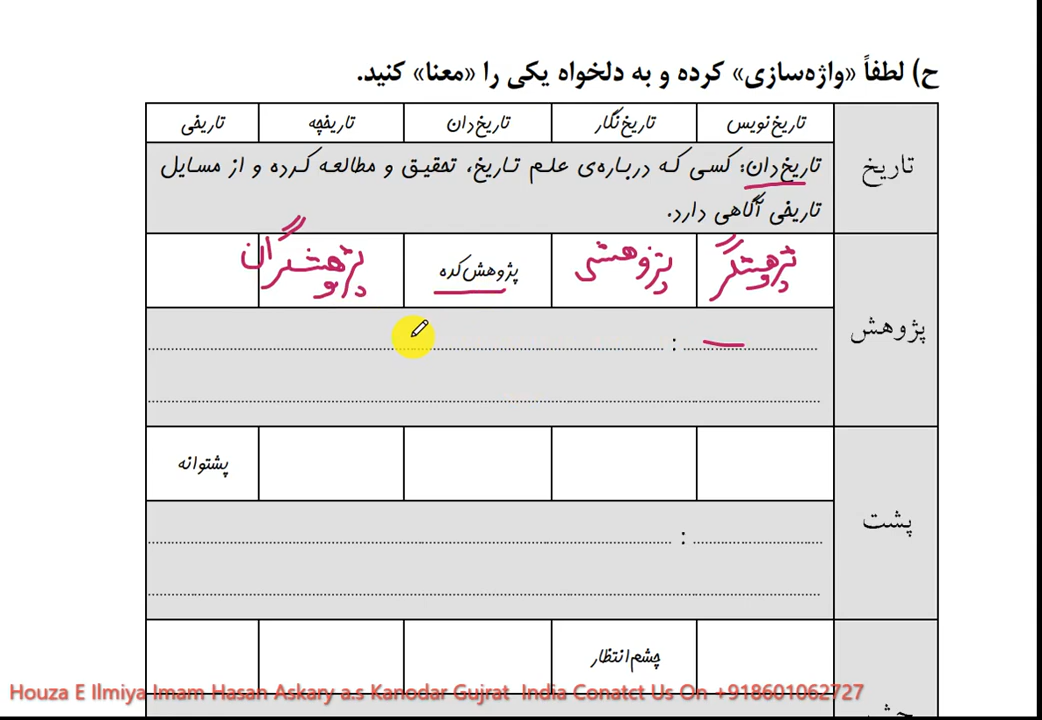 ح) لطفاً «واژه‌سازی» کرده و به دلخواه یکی را «معنا» کنید.
تاریخ
تاریخ‌نویس تاریخ‌نگار تاریخ‌دان تاریخچه تاریخی
تاریخ‌دان: کسی که درباره‌ی علم تاریخ، تحقیق و مطالعه کرده و از مسایل
تاریخی آگاهی دارد.
پژوهش
پژوهشگر پژوهشی پژوهش‌کده پژوهشگران
:
پشت
پشتوانه
:
چشم‌انتظار
Houza E Ilmiya Imam Hasan Askary a.s Kanodar Gujrat India Conatct Us On +918601062727